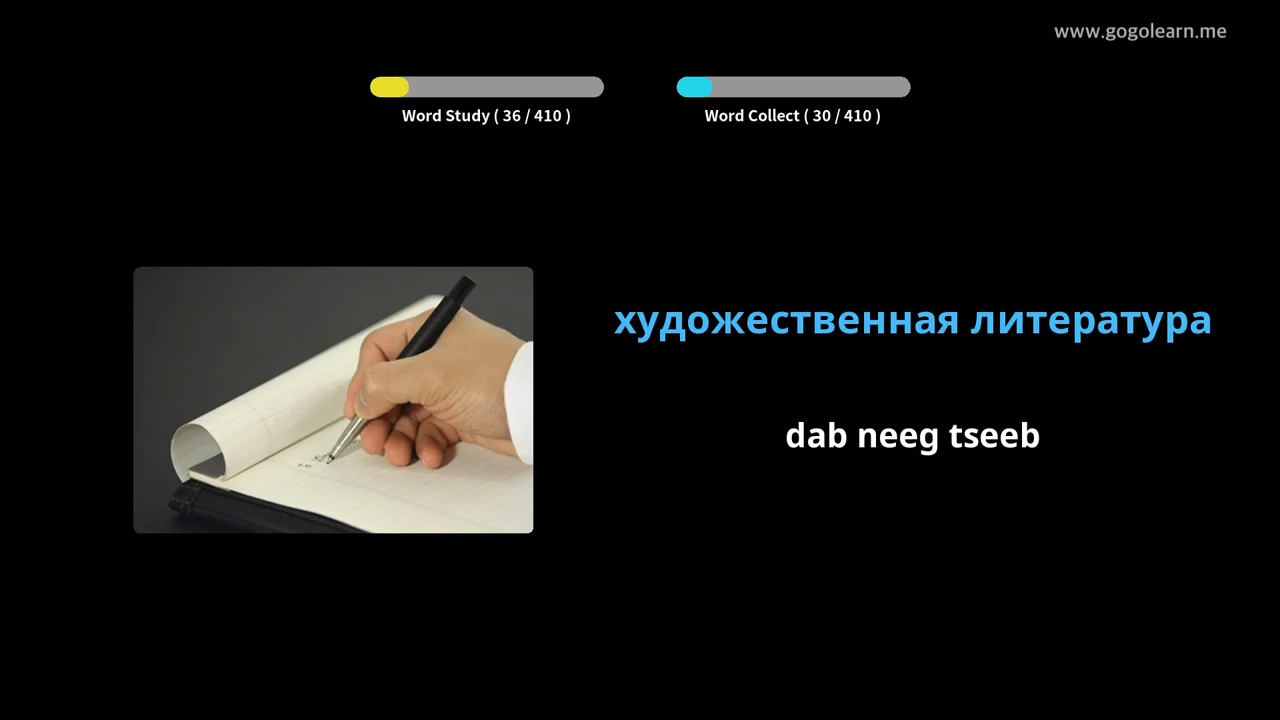 www.gogolearn.me
Word Study ( 36 / 410 )
Word Collect ( 30 / 410 )
художественная литература
dab neeg tseeb